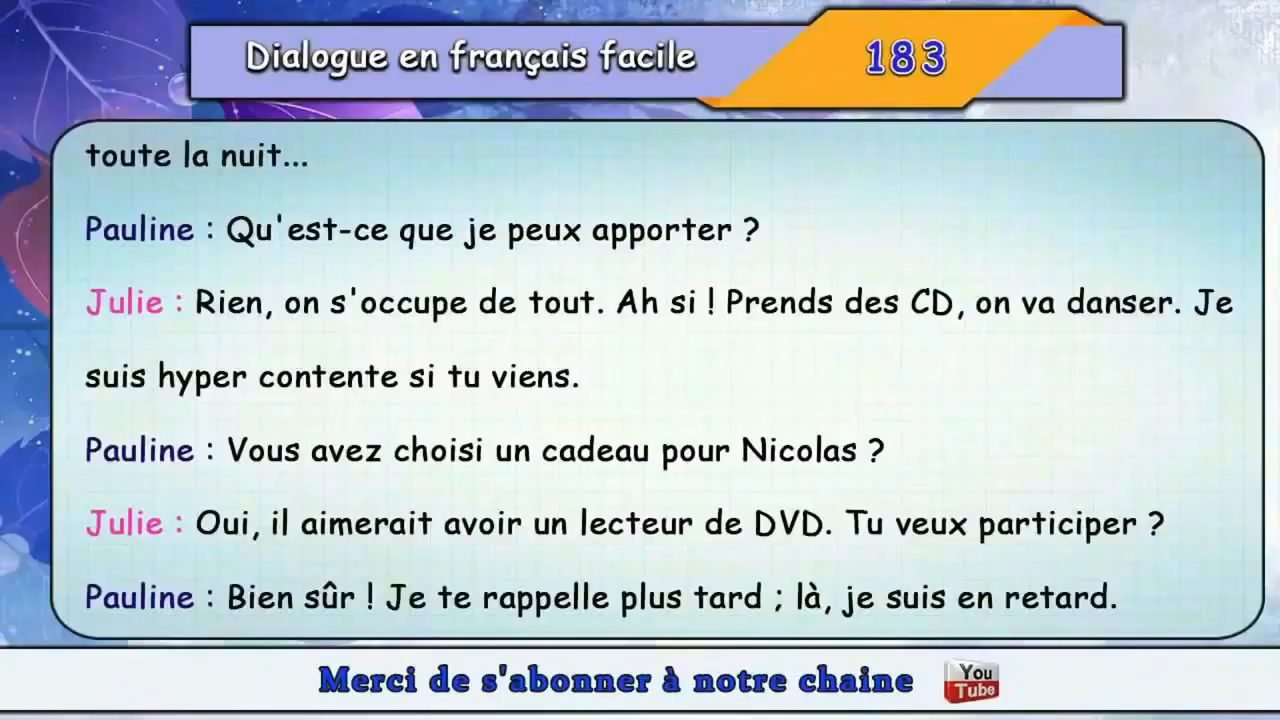 Dialogue en français facile
183
toute la nuit...
Pauline : Qu'est-ce que je peux apporter ?
Julie : Rien, on s'occupe de tout. Ah si ! Prends des CD, on va danser. Je
suis hyper contente si tu viens.
Pauline : Vous avez choisi un cadeau pour Nicolas ?
Julie : Oui, il aimerait avoir un lecteur de DVD. Tu veux participer ?
Pauline : Bien sûr ! Je te rappelle plus tard ; là, je suis en retard.
Merci de s'abonner à notre chaine
You
Tube